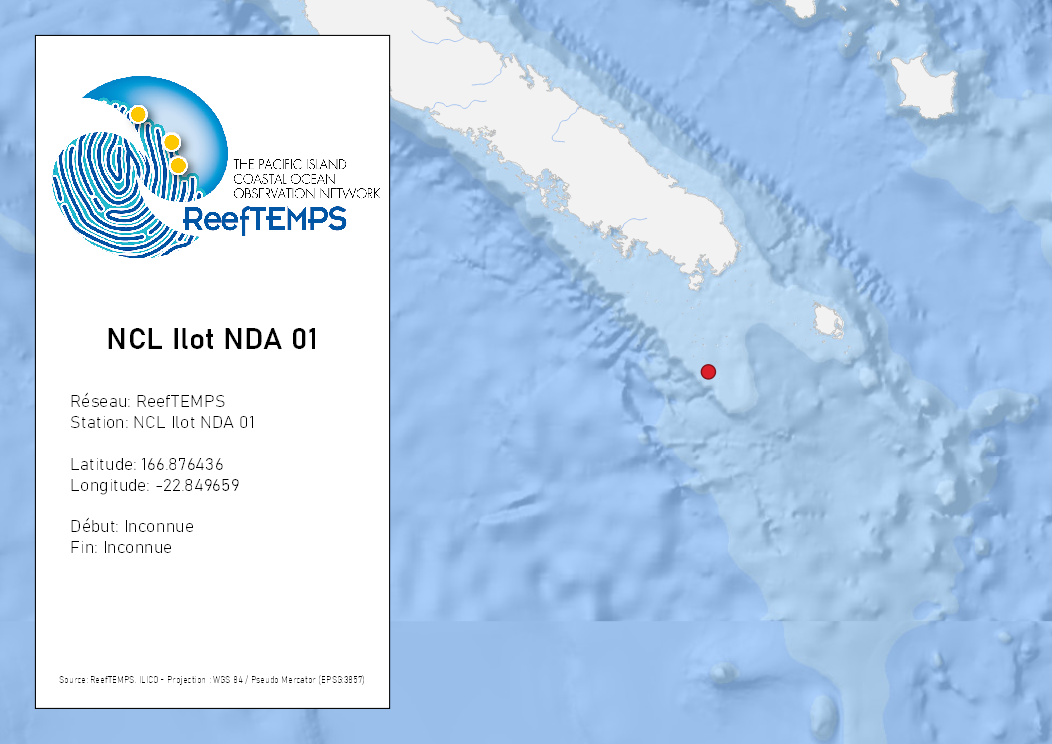 THE PACIFIC ISLAND
COASTAL OCEAN
OBSERVATION NETWORK
ReefTEMPS
NCL Ilot NDA 01
Réseau: ReefTEMPS
Station: NCL Ilot NDA 01
Latitude: 166.876436
Longitude: -22.849659
Début: Inconnue
Fin: Inconnue
Source: ReefTEMPS, ILICO - Projection : WGS 84 / Pseudo Mercator (EPSG:3857)